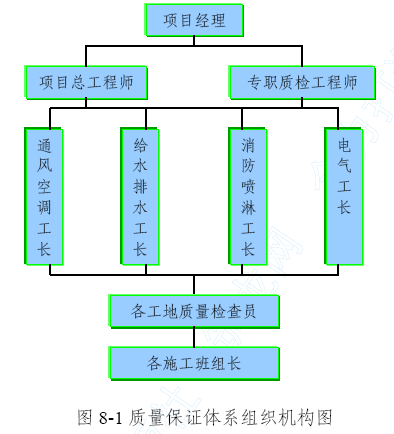 项目经理
项目总工程师
专职质检工程师
通风空调工长
给水排水工长
消防喷淋工长
电气工长
各工地质量检查员
各施工班组长
图 8-1 质量保证体系组织机构图